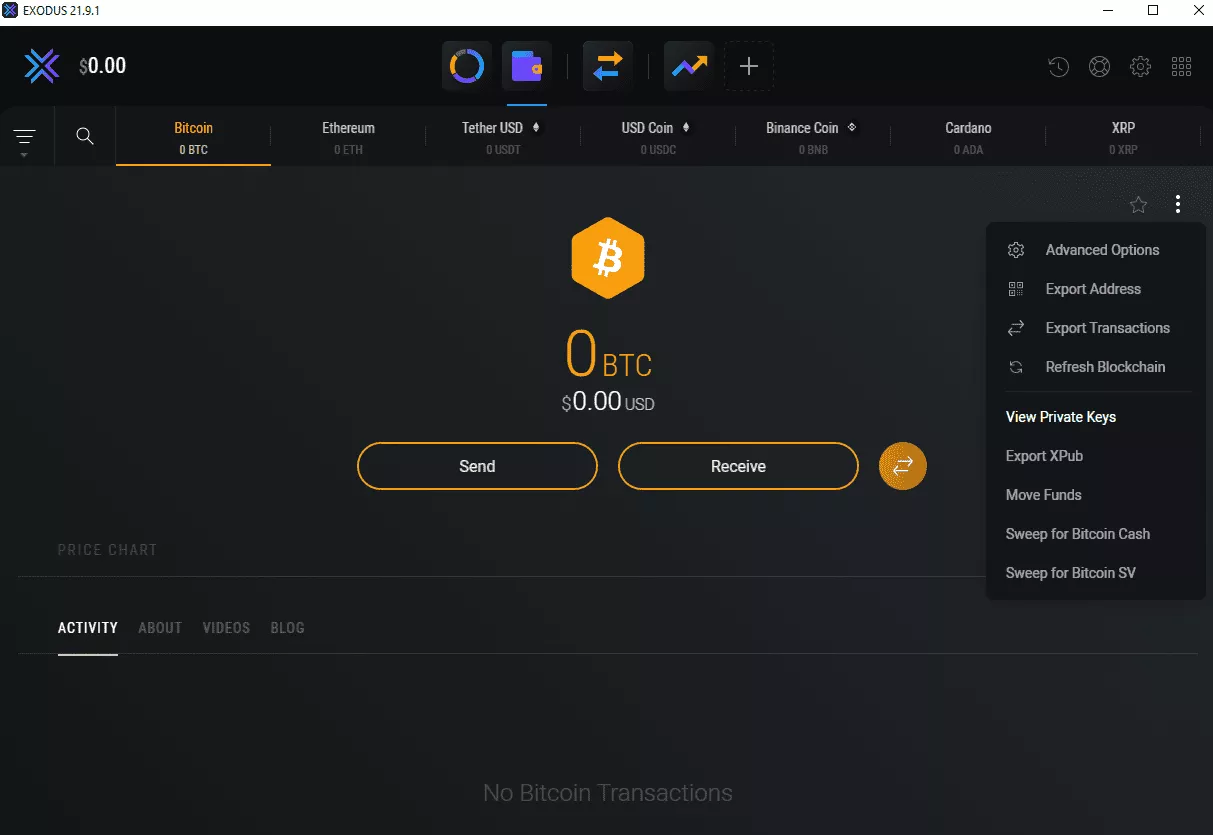 EXODUS 21.9.1
$0.00
Bitcoin
0 BTC
Ethereum
0 ETH
Tether USD
0 USDT
USD Coin
0 USDC
Binance Coin
0 BNB
Cardano
0 ADA
XRP
0 XRP
Advanced Options
Export Address
Export Transactions
Refresh Blockchain
View Private Keys
Export XPub
Move Funds
Sweep for Bitcoin Cash
Sweep for Bitcoin SV
0 BTC
$0.00 USD
Send
Receive
PRICE CHART
ACTIVITY ABOUT VIDEOS BLOG
No Bitcoin Transactions